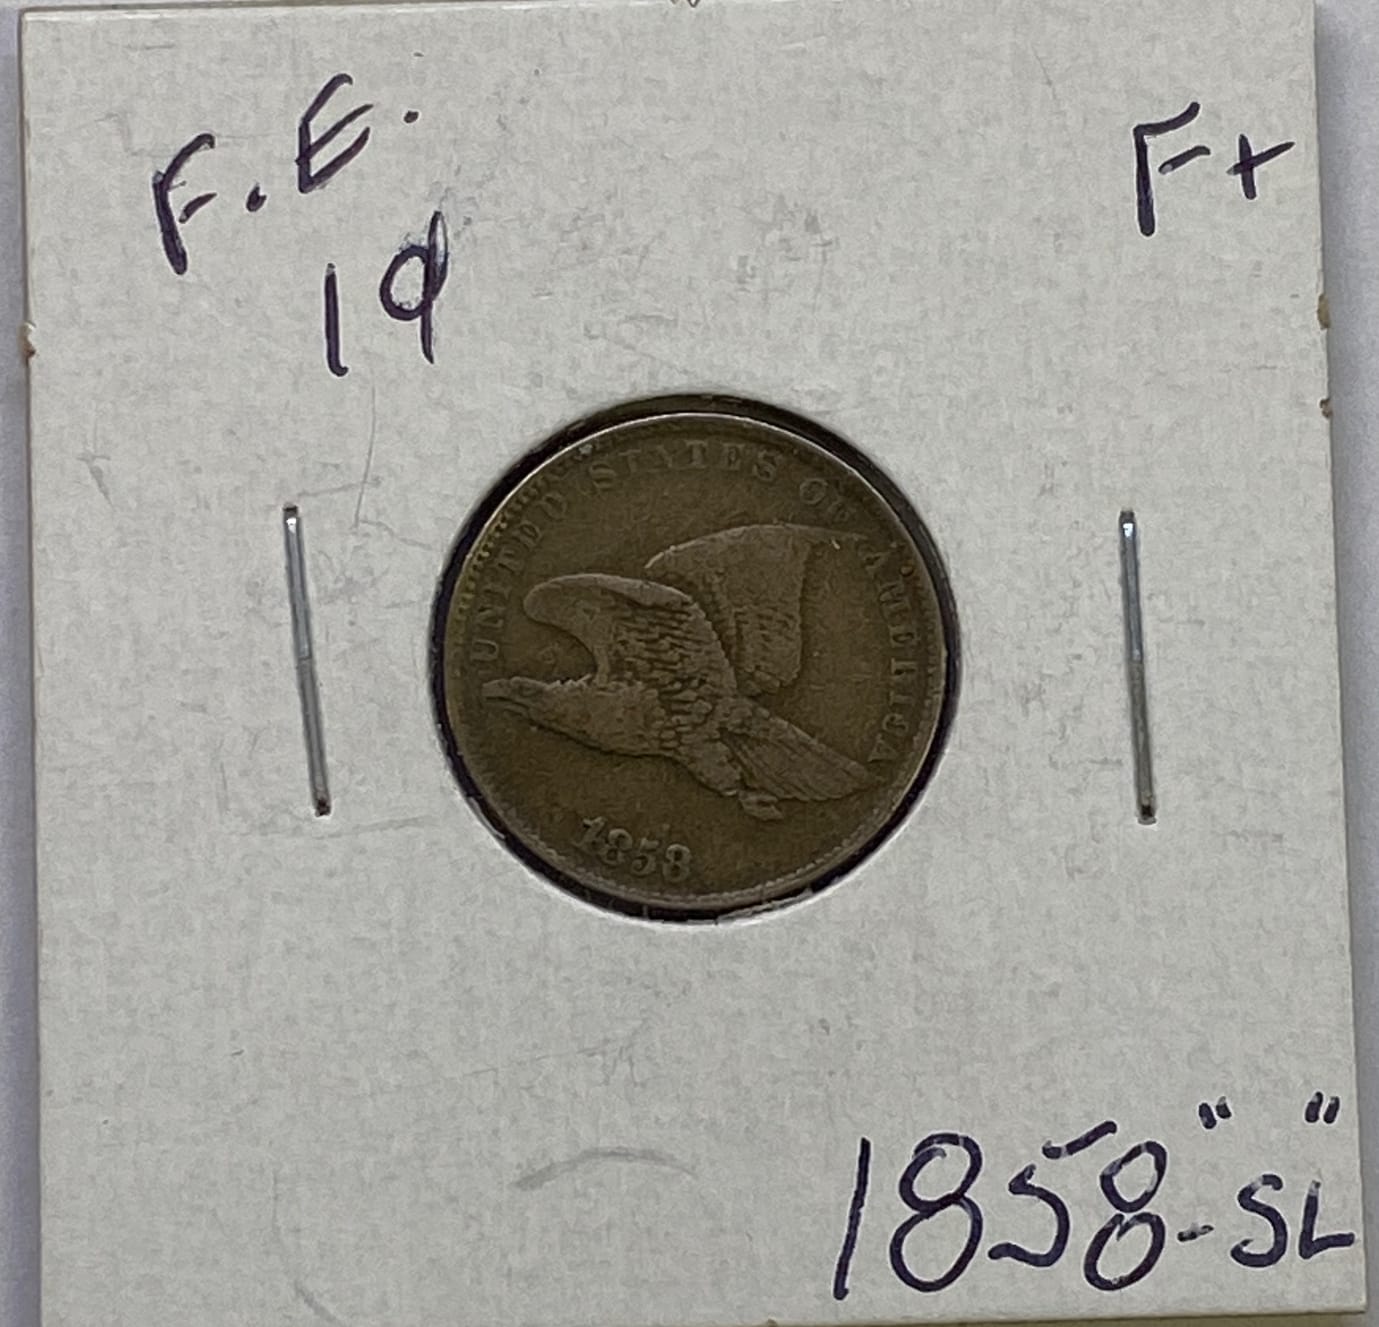 F.E.
1¢
F+
UNITED STATES OF AMERICA
1858
1858-"SL"